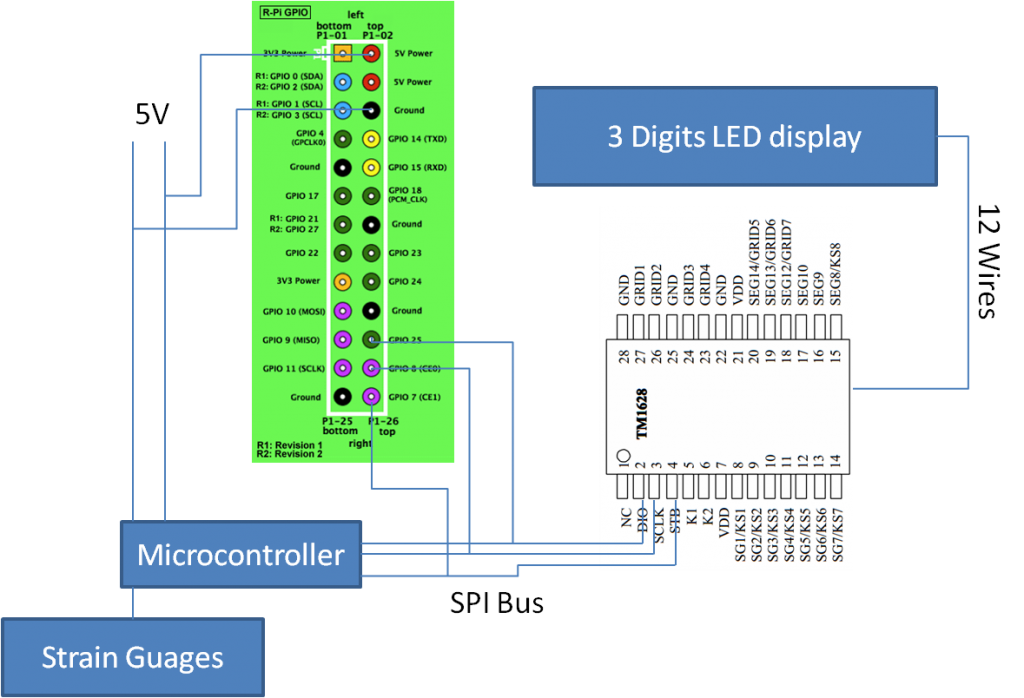 R-Pi GPIO
left
bottom
top
P1-01
P1-02
3V3 Power
5V Power
R1: GPIO 0 (SDA)
R2: GPIO 2 (SDA)
5V Power
R1: GPIO 1 (SCL)
R2: GPIO 3 (SCL)
Ground
GPIO 4
(GPCLK0)
GPIO 14 (TXD)
Ground
GPIO 15 (RXD)
GPIO 17
GPIO 18
(PCM_CLK)
R1: GPIO 21
R2: GPIO 27
Ground
GPIO 22
GPIO 23
3V3 Power
GPIO 24
GPIO 10 (MOSI)
Ground
GPIO 9 (MISO)
GPIO 25
GPIO 11 (SCLK)
GPIO 8 (CE0)
Ground
GPIO 7 (CE1)
P1-25
P1-26
bottom
top
right
R1: Revision 1
R2: Revision 2
5V
3 Digits LED display
12 Wires
GND
GRID1
GRID2
GND
GRID3
GRID4
GND
VDD
SEG14/GRID5
SEG13/GRID6
SEG12/GRID7
SEG10
SEG9
SEG8/KS8
28 27 26 25 24 23 22 21 20 19 18 17 16 15
TM1628
1 2 3 4 5 6 7 8 9 10 11 12 13 14
NC
DIO
SCLK
STB
K1
K2
VDD
SG1/KS1
SG2/KS2
SG3/KS3
SG4/KS4
SG5/KS5
SG6/KS6
SG7/KS7
Microcontroller
SPI Bus
Strain Guages